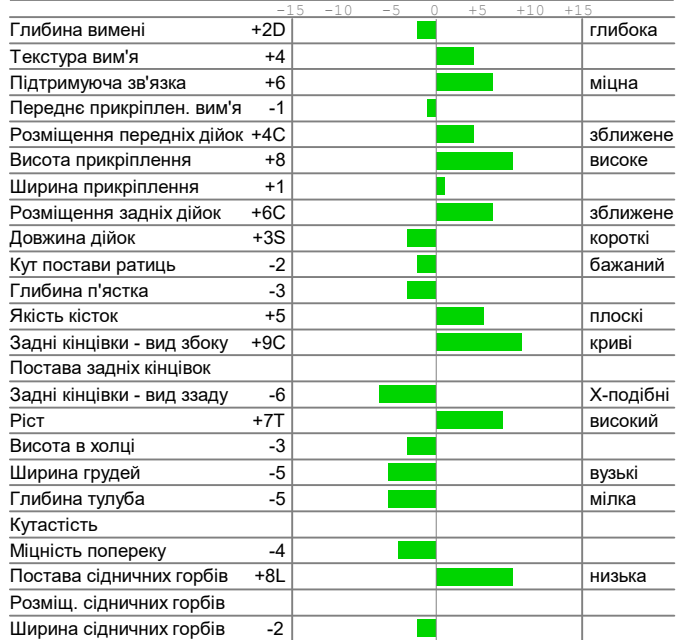 -15 -10 -5 0 +5 +10 +15
Глибина вимені +2D глибока
Текстура вим'я +4
Підтримуюча зв'язка +6 міцна
Переднє прикріплен. вим'я -1
Розміщення передніх дійок +4C зближене
Висота прикріплення +8 високе
Ширина прикріплення +1
Розміщення задніх дійок +6C зближене
Довжина дійок +3S короткі
Кут постави ратиць -2 бажаний
Глибина п'ястка -3
Якість кісток +5 плоскі
Задні кінцівки - вид збоку +9C криві
Постава задніх кінцівок
Задні кінцівки - вид ззаду -6 X-подібні
Ріст +7T високий
Висота в холці -3
Ширина грудей -5 вузькі
Глибина тулуба -5 мілка
Кутастість
Міцність попереку -4
Постава сідничних горбів +8L низька
Розміщ. сідничних горбів
Ширина сідничних горбів -2